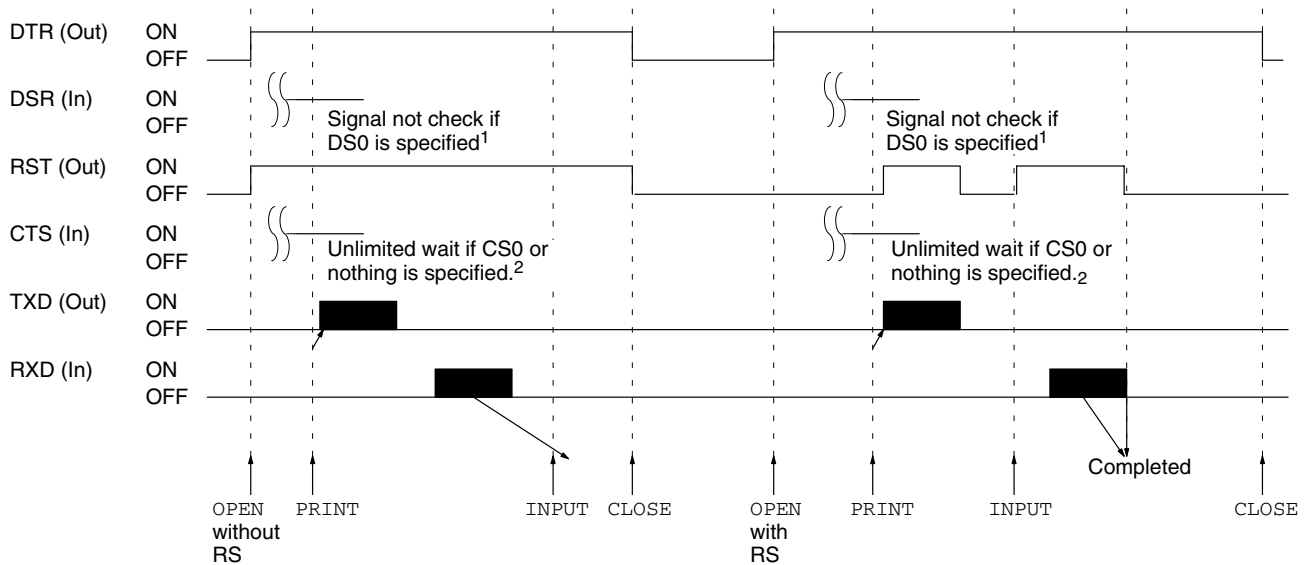 DTR (Out) ON
OFF
DSR (In) ON
OFF
Signal not check if
DS0 is specified1
Signal not check if
DS0 is specified1
RST (Out) ON
OFF
CTS (In) ON
OFF
Unlimited wait if CS0 or
nothing is specified.2
Unlimited wait if CS0 or
nothing is specified.2
TXD (Out) ON
OFF
RXD (In) ON
OFF
Completed
OPEN
without
RS
PRINT
INPUT
CLOSE
OPEN
with
RS
PRINT
INPUT
CLOSE